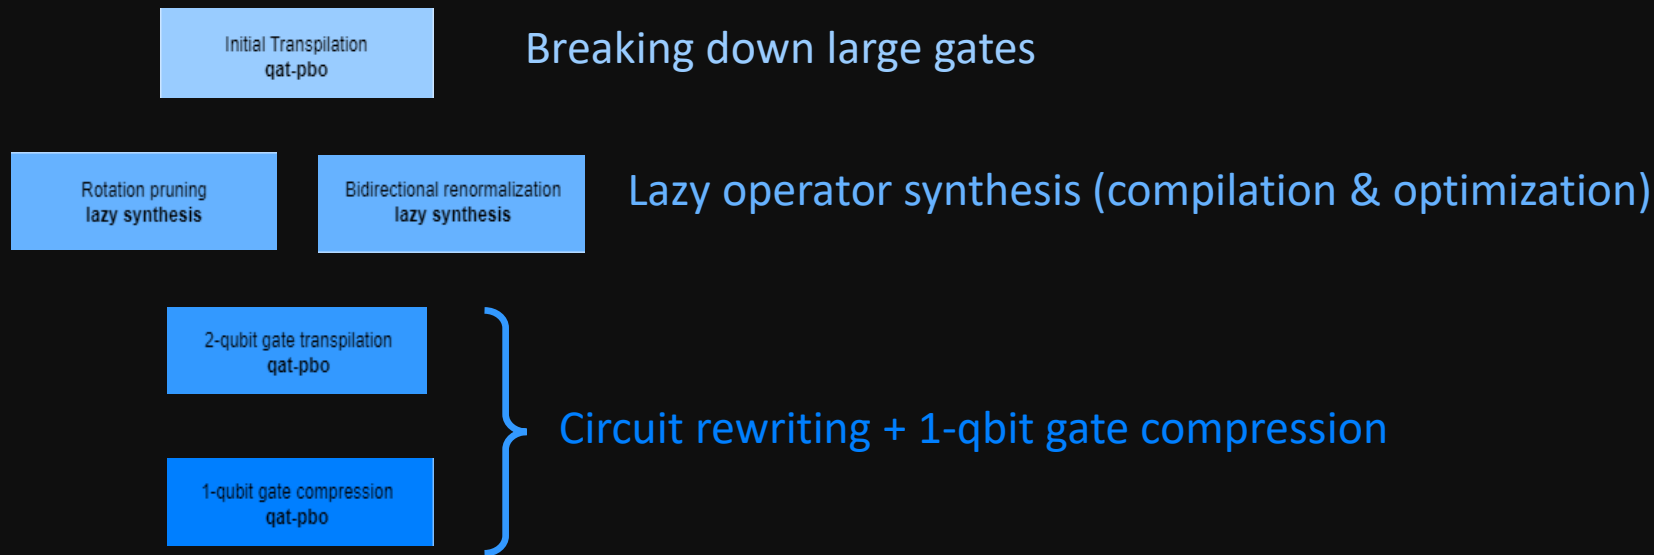 Initial Transpilation
qat-pbo
Breaking down large gates
Rotation pruning
lazy synthesis
Bidirectional renormalization
lazy synthesis
Lazy operator synthesis (compilation & optimization)
2-qubit gate transpilation
qat-pbo
Circuit rewriting + 1-qbit gate compression
1-qubit gate compression
qat-pbo